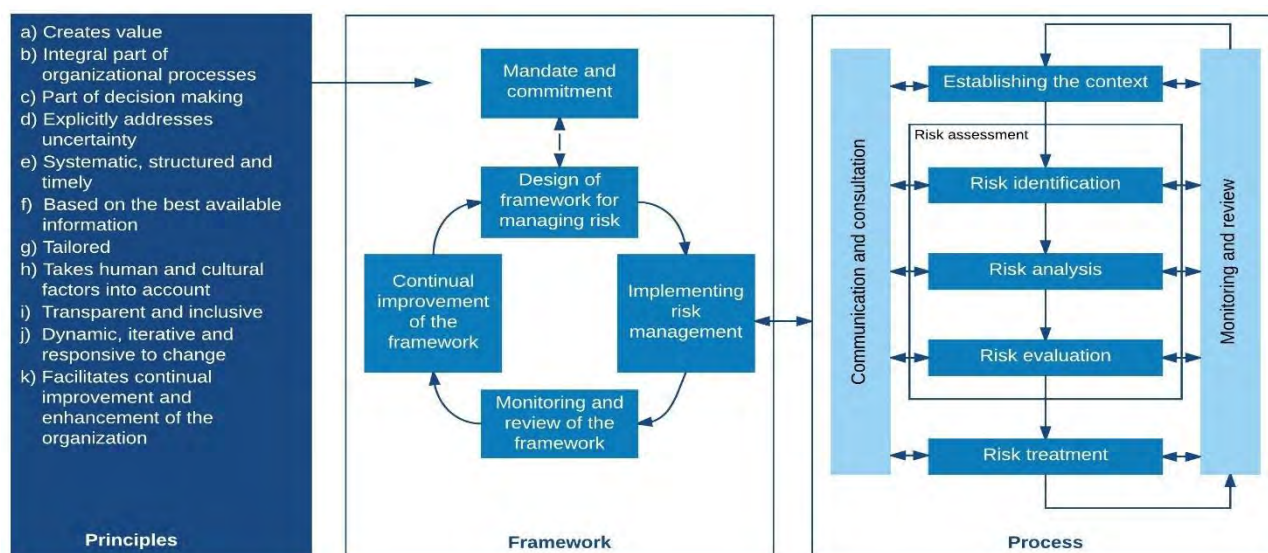 a) Creates value
b) Integral part of
organizational processes
c) Part of decision making
d) Explicitly addresses
uncertainty
e) Systematic, structured and
timely
f) Based on the best available
information
g) Tailored
h) Takes human and cultural
factors into account
i) Transparent and inclusive
j) Dynamic, iterative and
responsive to change
k) Facilitates continual
improvement and
enhancement of the
organization
Principles
Mandate and
commitment
Design of
framework for
managing risk
Continual
improvement
of the
framework
Implementing
risk
management
Monitoring and
review of the
framework
Framework
Communication and consultation
Establishing the context
Risk assessment
Risk identification
Risk analysis
Risk evaluation
Risk treatment
Monitoring and review
Process